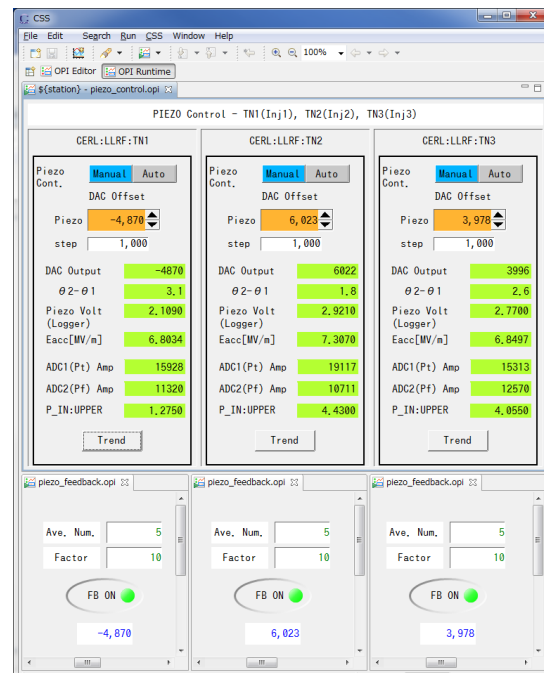 CSS
File Edit Search Run CSS Window Help
100%
OPI Editor OPI Runtime
${station} - piezo_control.opi
PIEZO Control - TN1(Inj1), TN2(Inj2), TN3(Inj3)
CERL:LLRF:TN1
Piezo Cont. Manual Auto
DAC Offset
Piezo -4,870
step 1,000
DAC Output -4870
θ2-θ1 3.1
Piezo Volt 2.1090
(Logger)
Eacc[MV/m] 6.8034
ADC1(Pt) Amp 15928
ADC2(Pf) Amp 11320
P_IN:UPPER 1.2750
Trend
CERL:LLRF:TN2
Piezo Cont. Manual Auto
DAC Offset
Piezo 6,023
step 1,000
DAC Output 6022
θ2-θ1 1.8
Piezo Volt 2.9210
(Logger)
Eacc[MV/m] 7.3070
ADC1(Pt) Amp 19117
ADC2(Pf) Amp 10711
P_IN:UPPER 4.4300
Trend
CERL:LLRF:TN3
Piezo Cont. Manual Auto
DAC Offset
Piezo 3,978
step 1,000
DAC Output 3996
θ2-θ1 2.6
Piezo Volt 2.7700
(Logger)
Eacc[MV/m] 6.8497
ADC1(Pt) Amp 15313
ADC2(Pf) Amp 12570
P_IN:UPPER 4.0550
Trend
piezo_feedback.opi
Ave. Num. 5
Factor 10
FB ON
-4,870
piezo_feedback.opi
Ave. Num. 5
Factor 10
FB ON
6,023
piezo_feedback.opi
Ave. Num. 5
Factor 10
FB ON
3,978